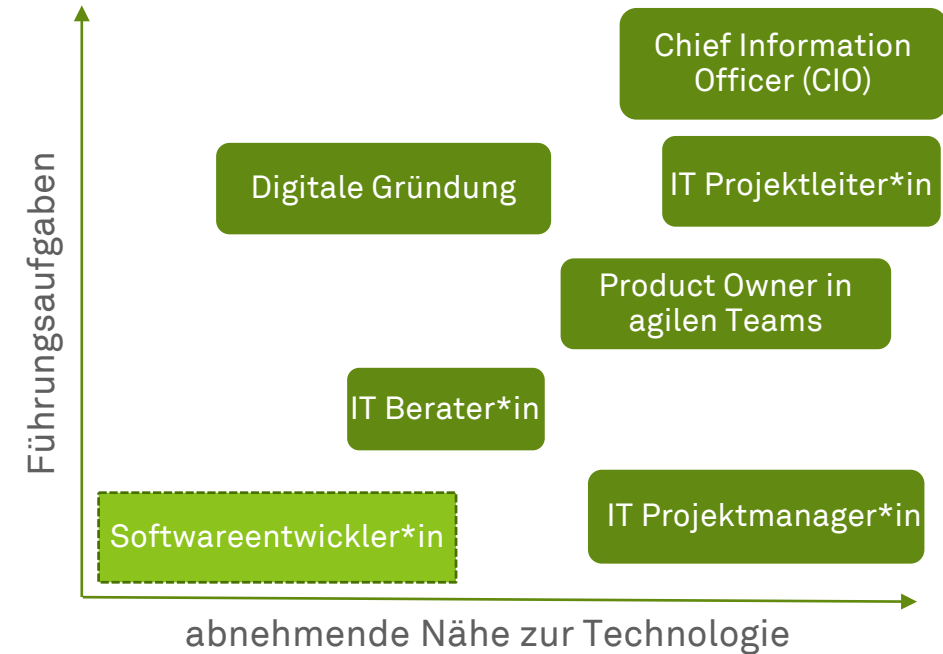 Chief Information
Officer (CIO)
Digitale Gründung
IT Projektleiter*in
Product Owner in
agilen Teams
IT Berater*in
Softwareentwickler*in
IT Projektmanager*in
Führungsaufgaben
abnehmende Nähe zur Technologie